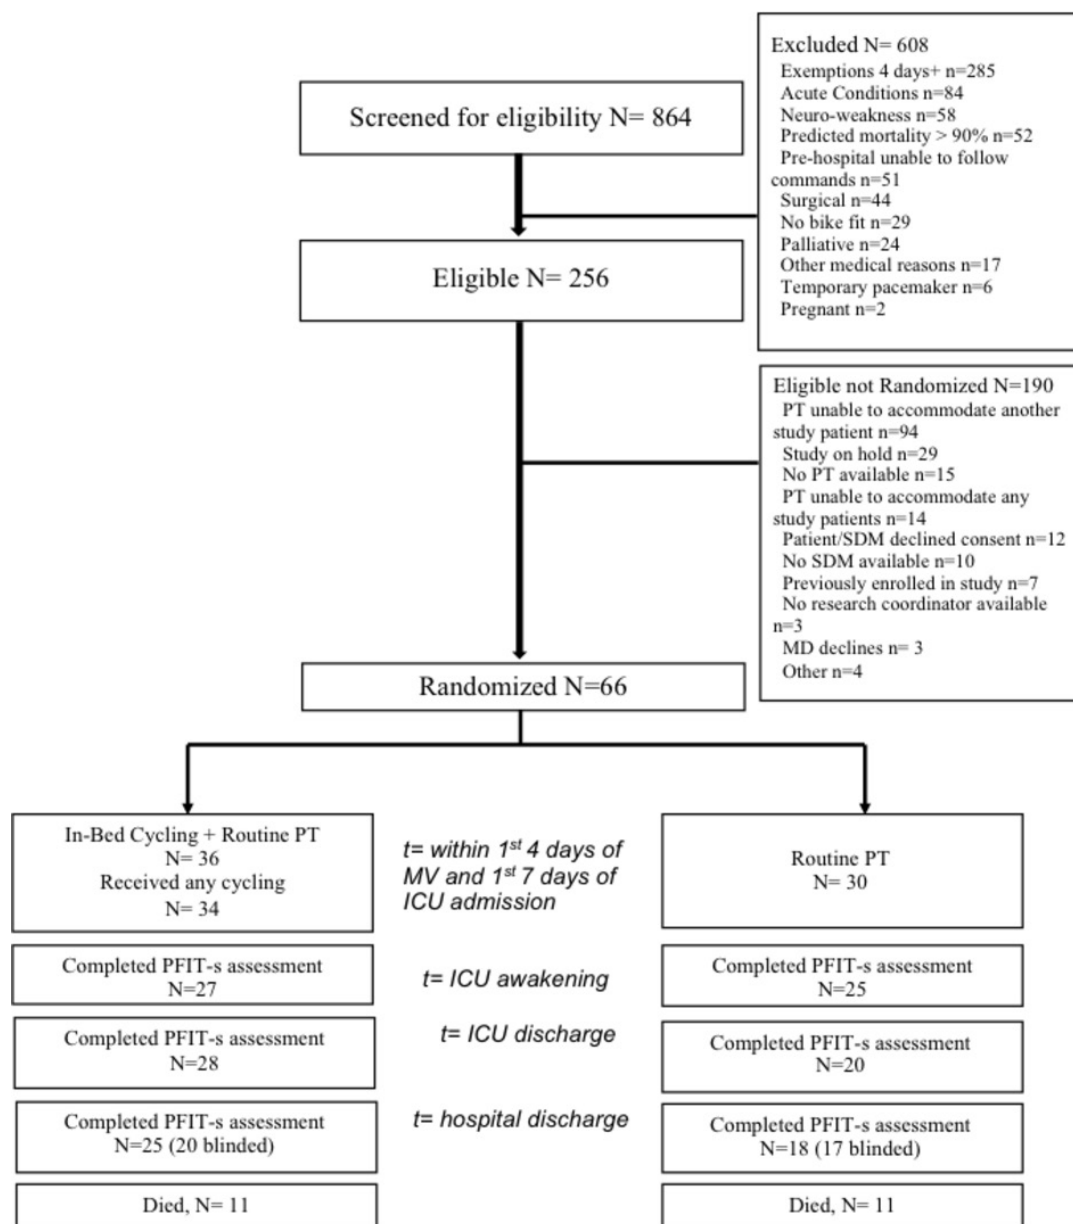 Screened for eligibility N= 864
Excluded N= 608
Exemptions 4 days+ n=285
Acute Conditions n=84
Neuro-weakness n=58
Predicted mortality > 90% n=52
Pre-hospital unable to follow
commands n=51
Surgical n=44
No bike fit n=29
Palliative n=24
Other medical reasons n=17
Temporary pacemaker n=6
Pregnant n=2
Eligible N= 256
Eligible not Randomized N=190
PT unable to accommodate another
study patient n=94
Study on hold n=29
No PT available n=15
PT unable to accommodate any
study patients n=14
Patient/SDM declined consent n=12
No SDM available n=10
Previously enrolled in study n=7
No research coordinator available
n=3
MD declines n= 3
Other n=4
Randomized N=66
In-Bed Cycling + Routine PT
N= 36
Received any cycling
N= 34
t= within 1st 4 days of
MV and 1st 7 days of
ICU admission
Routine PT
N= 30
Completed PFIT-s assessment
N=27
t= ICU awakening
Completed PFIT-s assessment
N=25
Completed PFIT-s assessment
N=28
t= ICU discharge
Completed PFIT-s assessment
N=20
Completed PFIT-s assessment
N=25 (20 blinded)
t= hospital discharge
Completed PFIT-s assessment
N=18 (17 blinded)
Died, N= 11
Died, N= 11